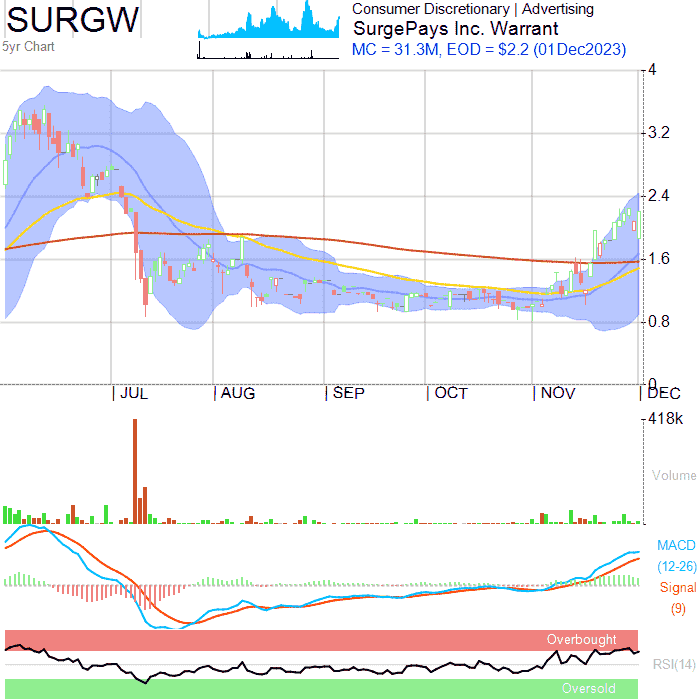 SURGW
5yr Chart
Consumer Discretionary | Advertising
SurgePays Inc. Warrant
MC = 31.3M, EOD = $2.2 (01Dec2023)
4
3.2
2.4
1.6
0.8
0
JUL AUG SEP OCT NOV DEC
418k
Volume
MACD
(12-26)
Signal
(9)
Overbought
RSI(14)
Oversold